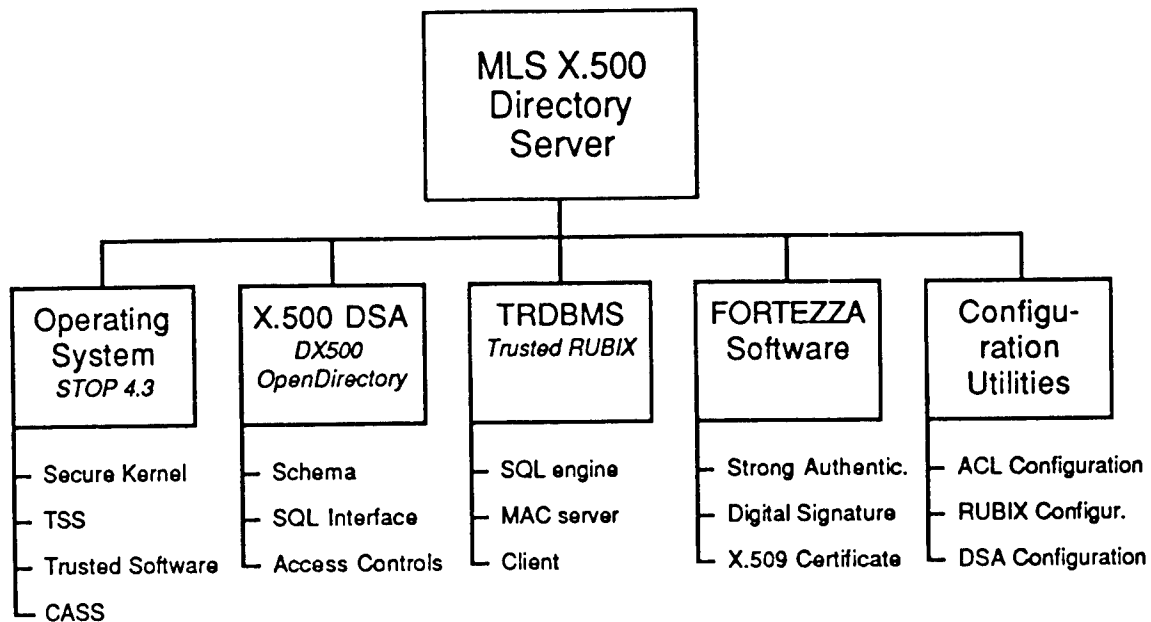 MLS X.500
Directory
Server
Operating
System
STOP 4.3
Secure Kernel
TSS
Trusted Software
CASS
X.500 DSA
DX500
OpenDirectory
Schema
SQL Interface
Access Controls
TRDBMS
Trusted RUBIX
SQL engine
MAC server
Client
FORTEZZA
Software
Strong Authentic.
Digital Signature
X.509 Certificate
Configu-
ration
Utilities
ACL Configuration
RUBIX Configur.
DSA Configuration